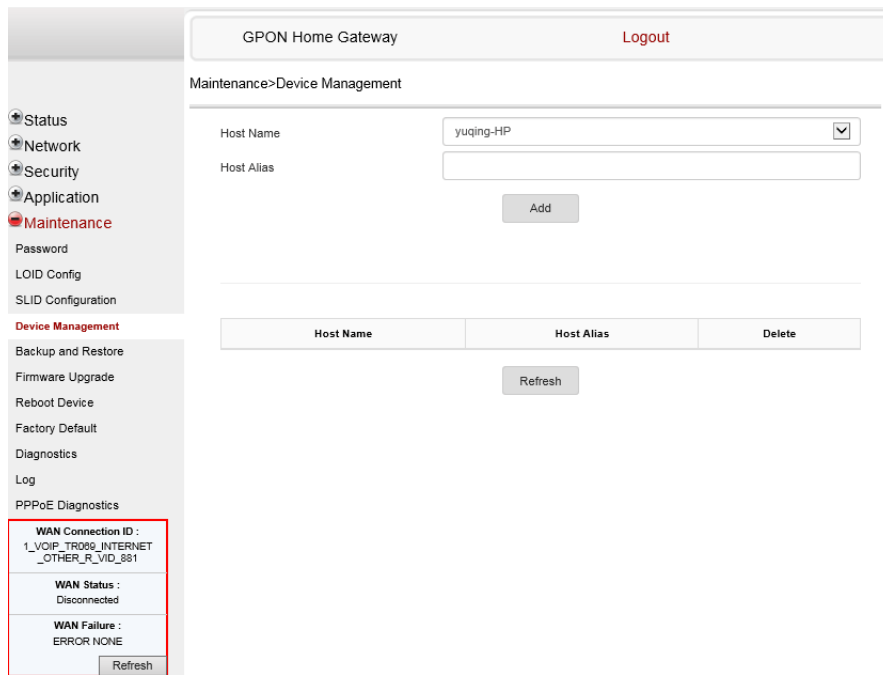 GPON Home Gateway
Logout
Maintenance>Device Management
Status
Network
Security
Application
Maintenance
Password
LOID Config
SLID Configuration
Device Management
Backup and Restore
Firmware Upgrade
Reboot Device
Factory Default
Diagnostics
Log
PPPoE Diagnostics
WAN Connection ID :
1_VOIP_TR069_INTERNET
_OTHER_R_VID_881
WAN Status :
Disconnected
WAN Failure :
ERROR NONE
Refresh
Host Name
yuqing-HP
Host Alias
Add
Host Name
Host Alias
Delete
Refresh